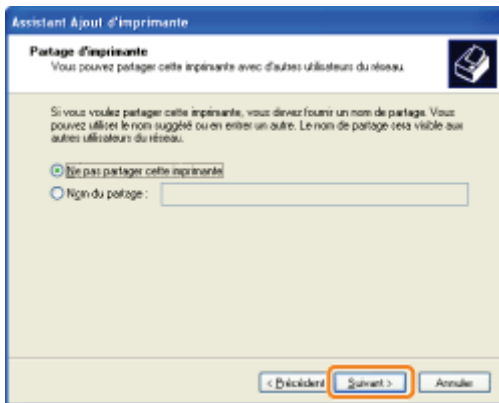 Assistant Ajout d'imprimante
Partage d'imprimante
Vous pouvez partager cette imprimante avec d'autres utilisateurs du réseau.
Si vous voulez partager cette imprimante, vous devez fournir un nom de partage. Vous
pouvez utiliser le nom suggéré ou en entrer un autre. Le nom de partage sera visible aux
autres utilisateurs du réseau.
Ne pas partager cette imprimante
Nom du partage :
< Précédent Suivant > Annuler